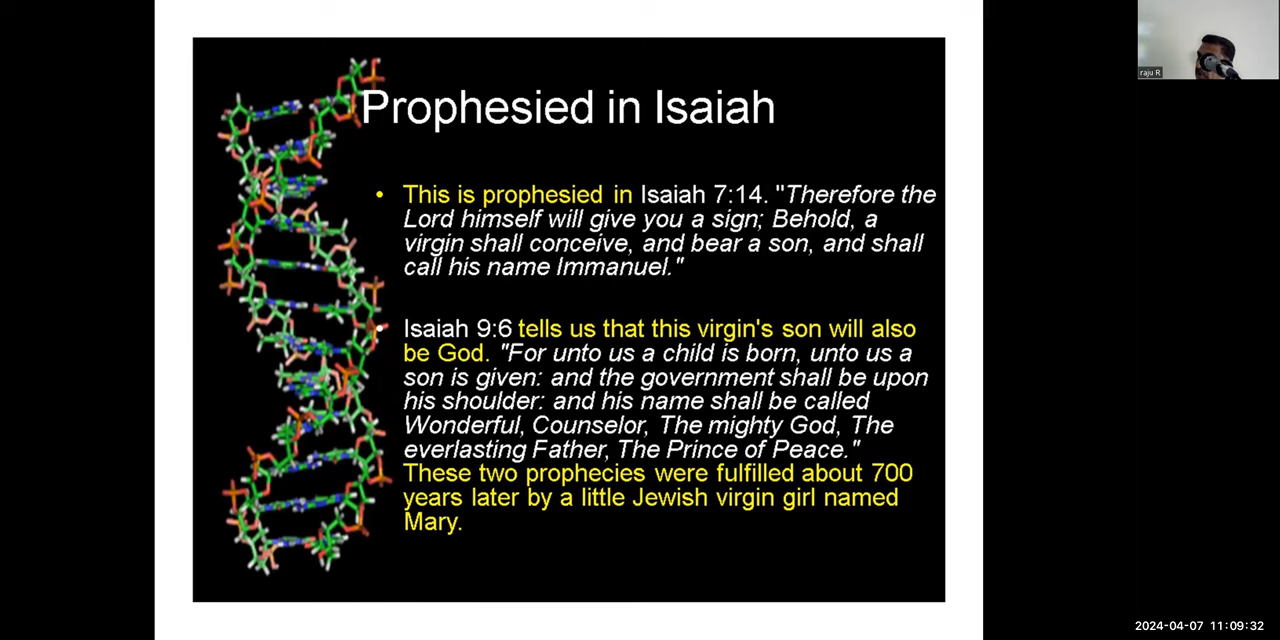 raju R
Prophesied in Isaiah
• This is prophesied in Isaiah 7:14. "Therefore the
Lord himself will give you a sign; Behold, a
virgin shall conceive, and bear a son, and shall
call his name Immanuel."
• Isaiah 9:6 tells us that this virgin's son will also
be God. "For unto us a child is born, unto us a
son is given: and the government shall be upon
his shoulder: and his name shall be called
Wonderful, Counselor, The mighty God, The
everlasting Father, The Prince of Peace."
These two prophecies were fulfilled about 700
years later by a little Jewish virgin girl named
Mary.
2024-04-07 11:09:32